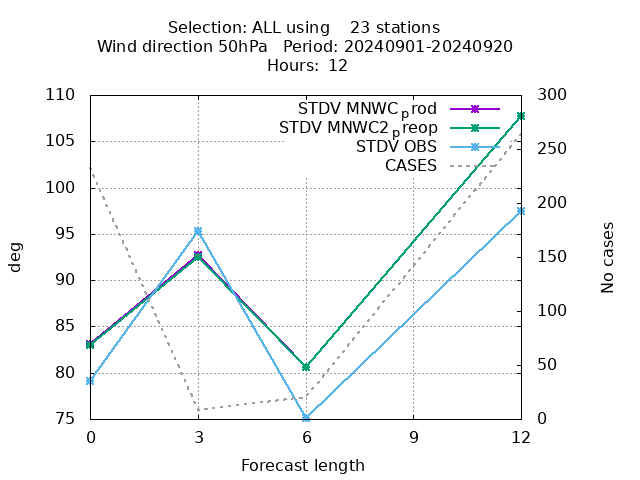 Selection: ALL using    23 stations
Wind direction 50hPa   Period: 20240901-20240920
Hours:  12
110
105
100
95
90
85
80
75
300
250
200
150
100
50
0
STDV MNWC_prod
STDV MNWC2_preop
STDV OBS
CASES
deg
No cases
0 3 6 9 12
Forecast length